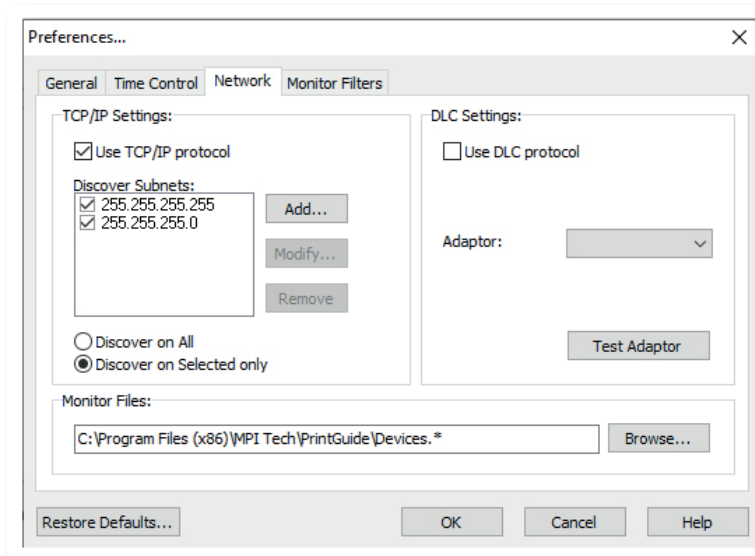 Preferences...
General Time Control Network Monitor Filters
TCP/IP Settings:
Use TCP/IP protocol
Discover Subnets:
255.255.255.255
255.255.255.0
Add...
Modify...
Remove
Discover on All
Discover on Selected only
DLC Settings:
Use DLC protocol
Adaptor:
Test Adaptor
Monitor Files:
C:\Program Files (x86)\MPI Tech\PrintGuide\Devices.*
Browse...
Restore Defaults... OK Cancel Help